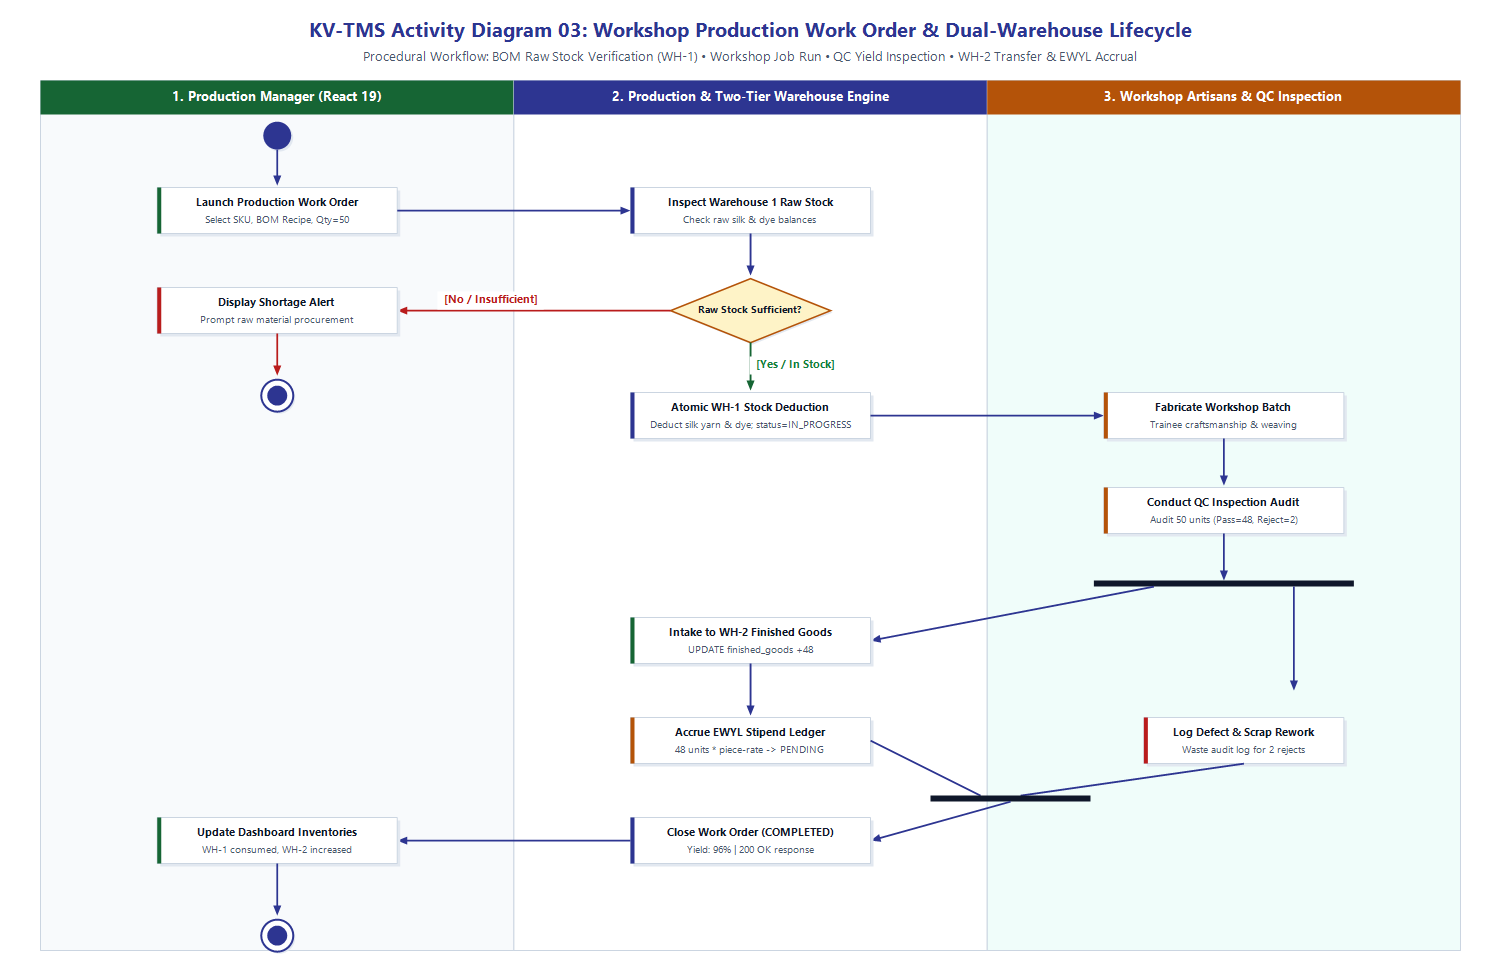 KV-TMS Activity Diagram 03: Workshop Production Work Order & Dual-Warehouse Lifecycle
Procedural Workflow: BOM Raw Stock Verification (WH-1) • Workshop Job Run • QC Yield Inspection • WH-2 Transfer & EWYL Accrual
1. Production Manager (React 19)
2. Production & Two-Tier Warehouse Engine
3. Workshop Artisans & QC Inspection
Launch Production Work Order
Select SKU, BOM Recipe, Qty=50
Inspect Warehouse 1 Raw Stock
Check raw silk & dye balances
Display Shortage Alert
Prompt raw material procurement
[No / Insufficient]
Raw Stock Sufficient?
[Yes / In Stock]
Atomic WH-1 Stock Deduction
Deduct silk yarn & dye; status=IN_PROGRESS
Fabricate Workshop Batch
Trainee craftsmanship & weaving
Conduct QC Inspection Audit
Audit 50 units (Pass=48, Reject=2)
Intake to WH-2 Finished Goods
UPDATE finished_goods +48
Accrue EWYL Stipend Ledger
48 units * piece-rate -> PENDING
Log Defect & Scrap Rework
Waste audit log for 2 rejects
Update Dashboard Inventories
WH-1 consumed, WH-2 increased
Close Work Order (COMPLETED)
Yield: 96% | 200 OK response